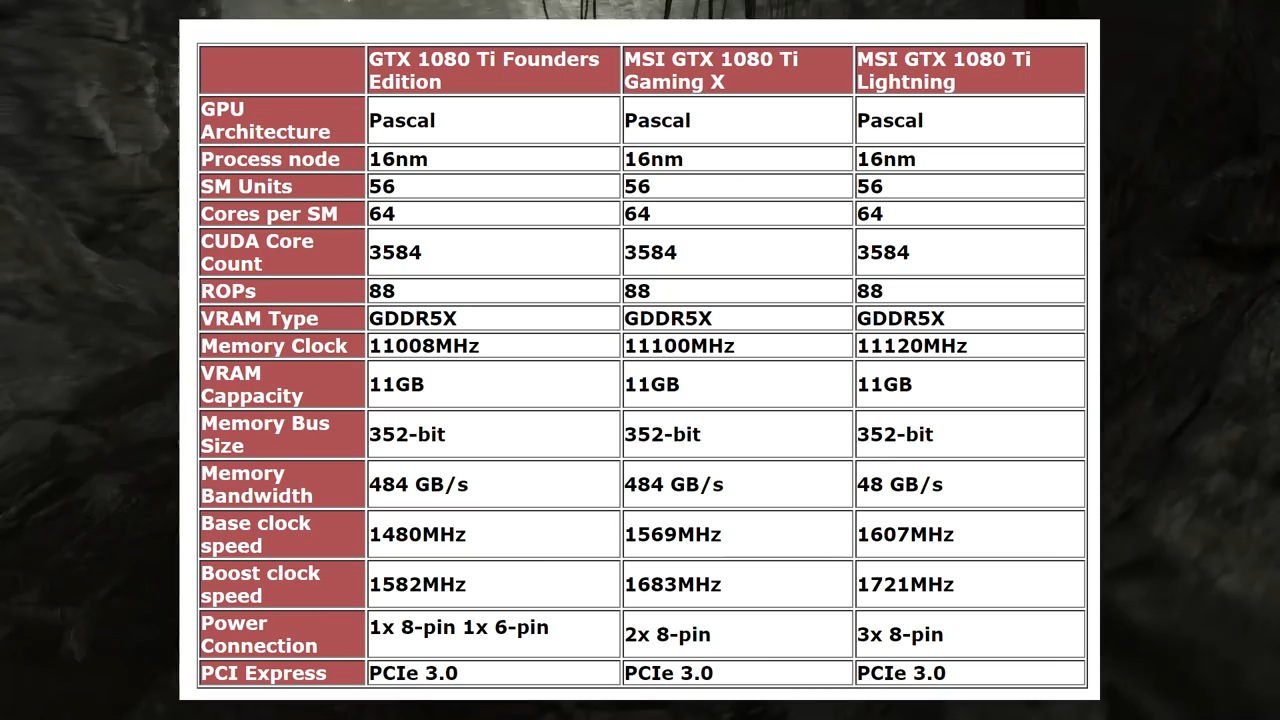 GTX 1080 Ti Founders
Edition
MSI GTX 1080 Ti
Gaming X
MSI GTX 1080 Ti
Lightning
GPU
Architecture
Pascal
Pascal
Pascal
Process node
16nm
16nm
16nm
SM Units
56
56
56
Cores per SM
64
64
64
CUDA Core
Count
3584
3584
3584
ROPs
88
88
88
VRAM Type
GDDR5X
GDDR5X
GDDR5X
Memory Clock
11008MHz
11100MHz
11120MHz
VRAM
Cappacity
11GB
11GB
11GB
Memory Bus
Size
352-bit
352-bit
352-bit
Memory
Bandwidth
484 GB/s
484 GB/s
48 GB/s
Base clock
speed
1480MHz
1569MHz
1607MHz
Boost clock
speed
1582MHz
1683MHz
1721MHz
Power
Connection
1x 8-pin 1x 6-pin
2x 8-pin
3x 8-pin
PCI Express
PCIe 3.0
PCIe 3.0
PCIe 3.0